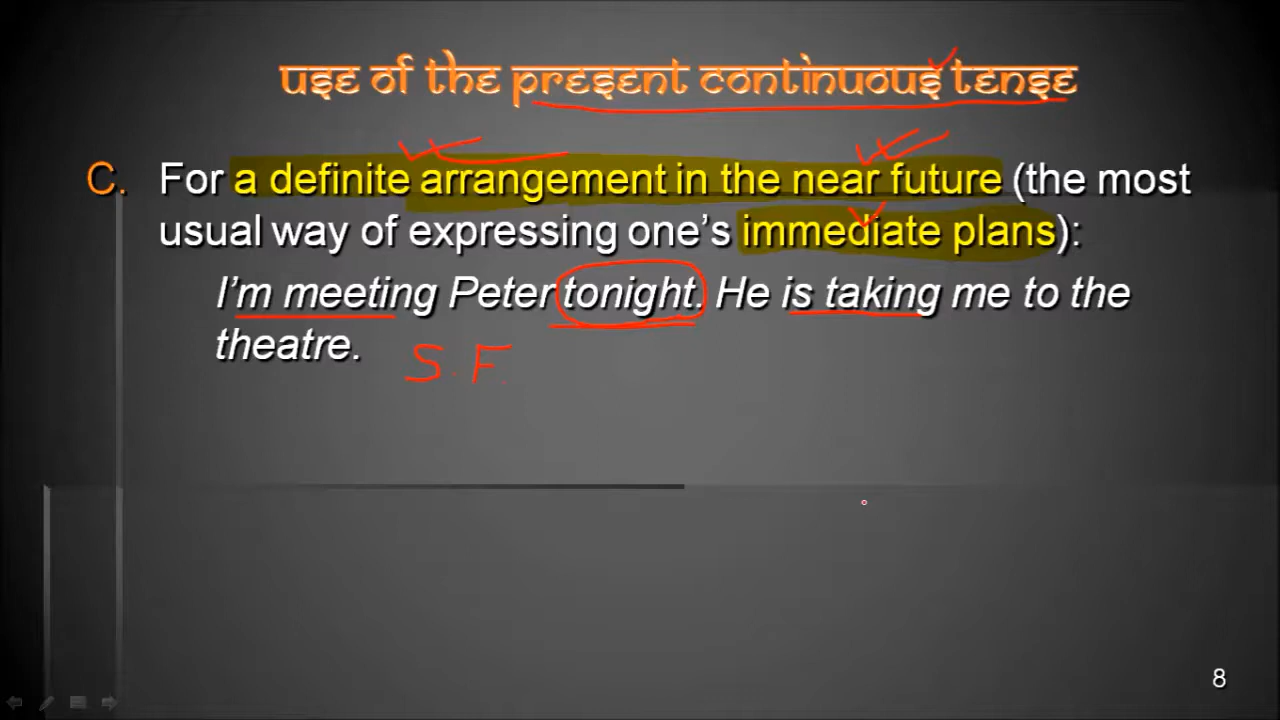 use of the present continuous tense
C. For a definite arrangement in the near future (the most
usual way of expressing one's immediate plans):
I'm meeting Peter tonight. He is taking me to the
theatre.
S. F.
8